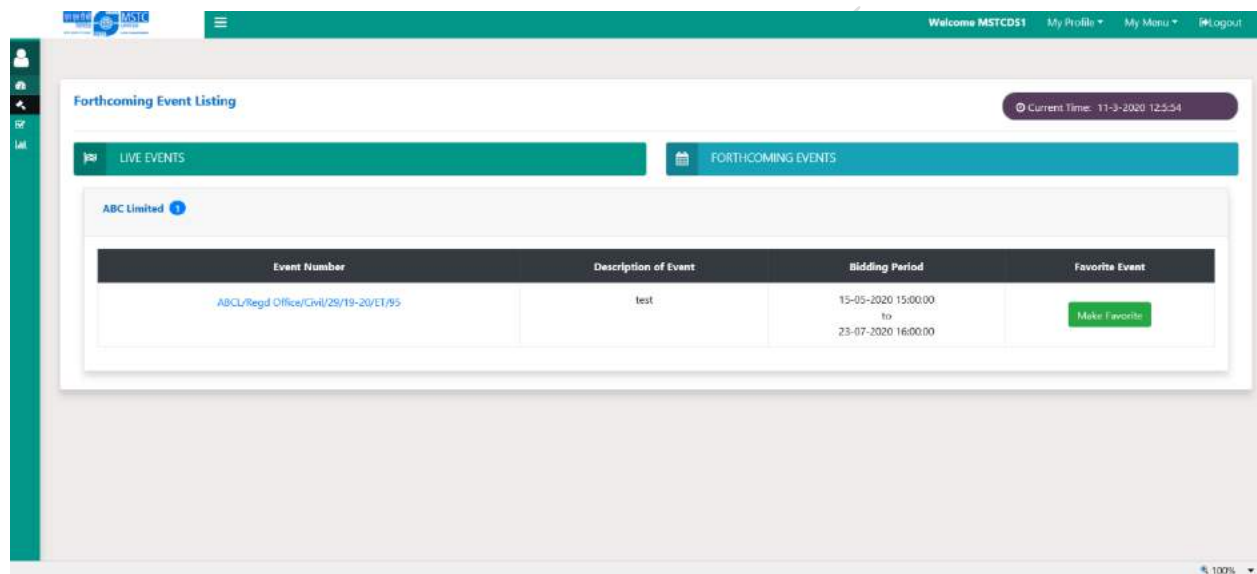 MSTC
Welcome MSTCDS1 My Profile My Menu Logout
Forthcoming Event Listing
Current Time: 11-3-2020 12:5:54
LIVE EVENTS
FORTHCOMING EVENTS
ABC Limited 1
Event Number Description of Event Bidding Period Favorite Event
ABCL/Regd Office/Civil/29/19-20/ET/95 test 15-05-2020 15:00:00
to
23-07-2020 16:00:00
Make Favorite
100%